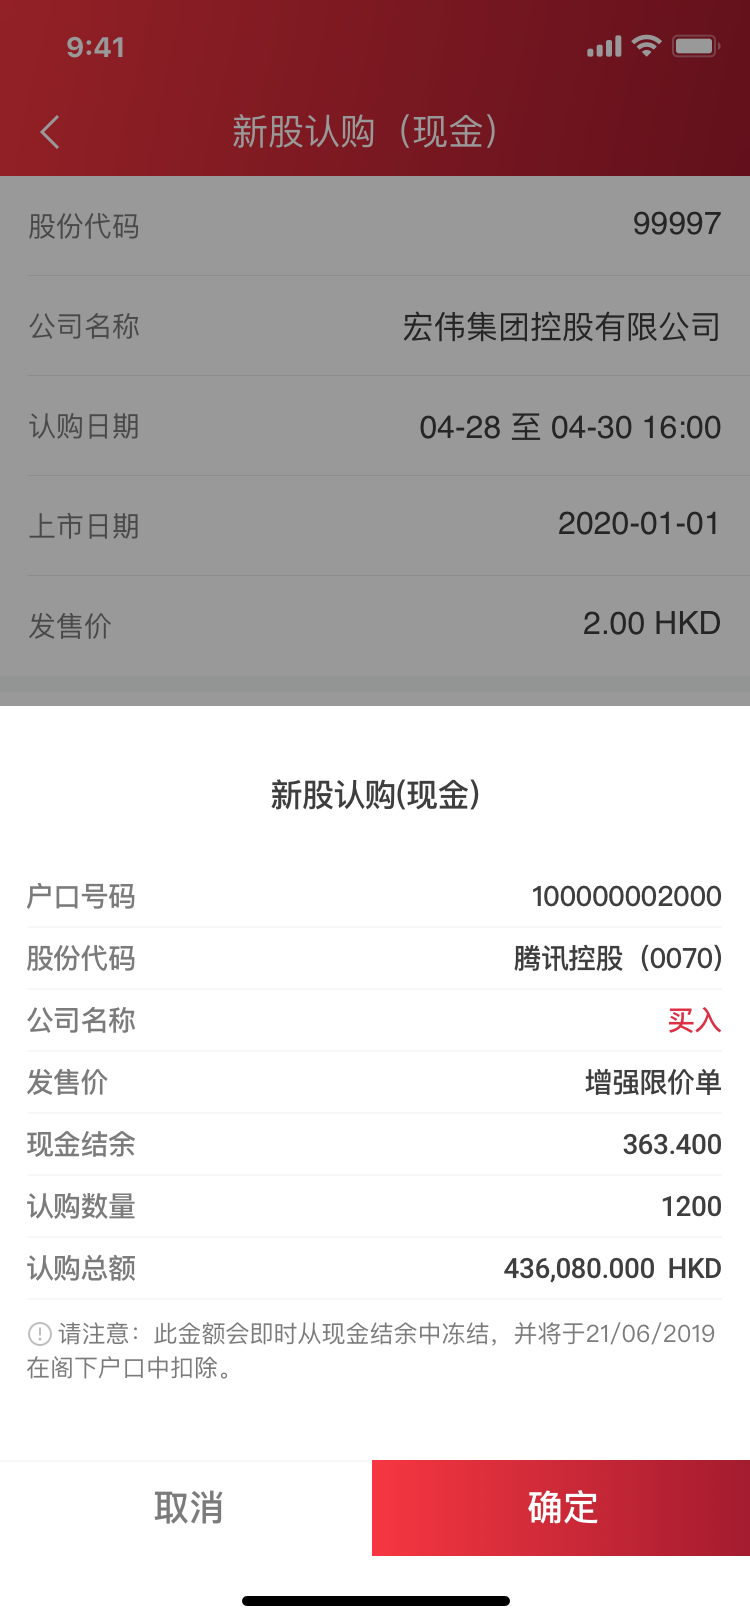 9:41
新股认购（现金）
股份代码 99997
公司名称 宏伟集团控股有限公司
认购日期 04-28 至 04-30 16:00
上市日期 2020-01-01
发售价 2.00 HKD
新股认购(现金)
户口号码 100000002000
股份代码 腾讯控股（0070)
公司名称 买入
发售价 增强限价单
现金结余 363.400
认购数量 1200
认购总额 436,080.000 HKD
请注意：此金额会即时从现金结余中冻结，并将于21/06/2019
在阁下户口中扣除。
取消 确定